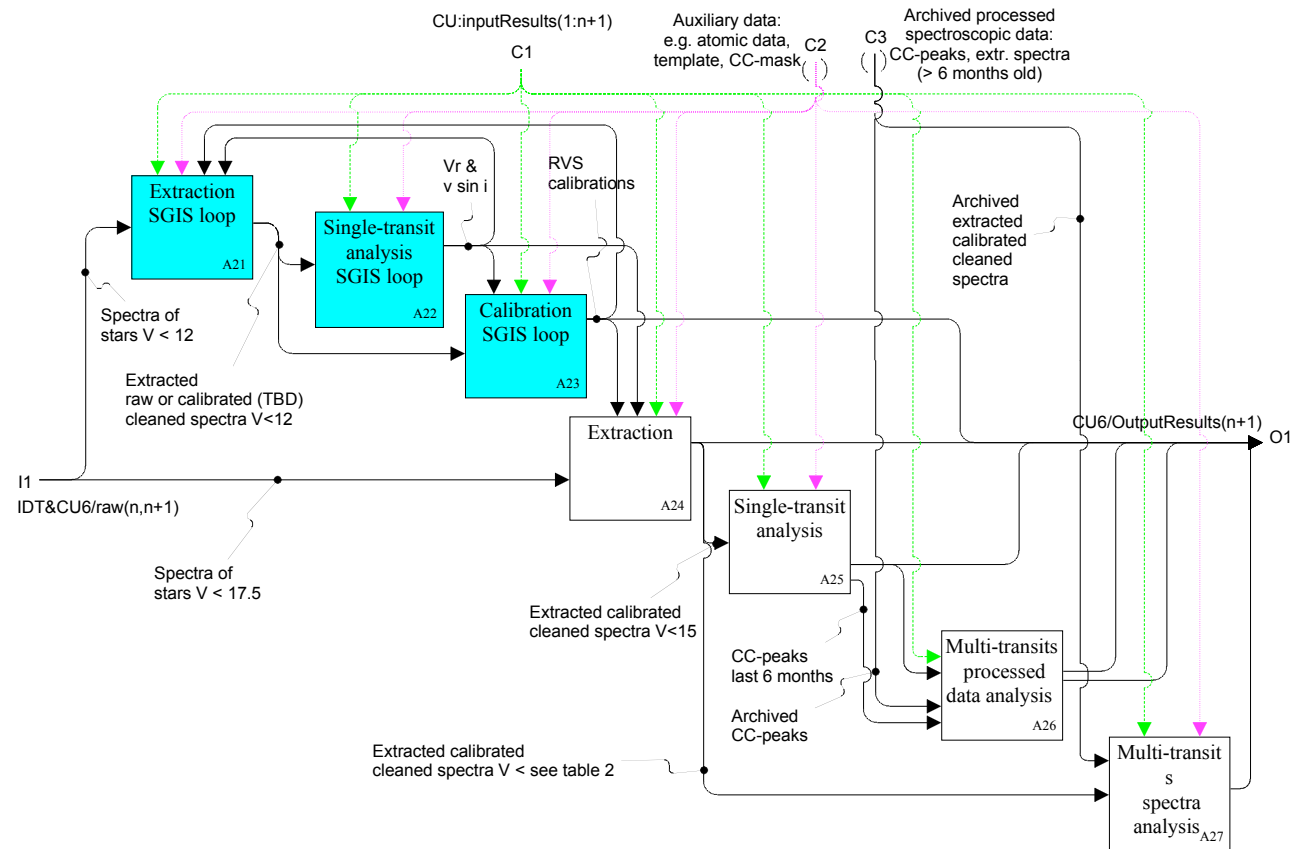 CU:inputResults(1:n+1)
C1
Auxiliary data:
e.g. atomic data,
template, CC-mask
C2
C3
Archived processed
spectroscopic data:
CC-peaks, extr. spectra
(> 6 months old)
Extraction
SGIS loop
A21
Single-transit
analysis
SGIS loop
A22
Vr &
v sin i
RVS
calibrations
Calibration
SGIS loop
A23
Archived
extracted
calibrated
cleaned
spectra
Spectra of
stars V < 12
Extracted
raw or calibrated (TBD)
cleaned spectra V<12
Extraction
A24
CU6/OutputResults(n+1)
O1
I1
IDT&CU6/raw(n,n+1)
Spectra of
stars V < 17.5
Single-transit
analysis
A25
Extracted calibrated
cleaned spectra V<15
CC-peaks
last 6 months
Archived
CC-peaks
Multi-transits
processed
data analysis
A26
Extracted calibrated
cleaned spectra V < see table 2
Multi-transit
s
spectra
analysis
A27